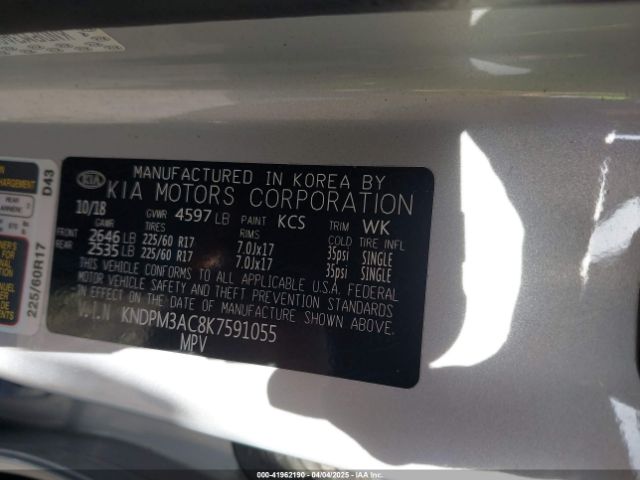 KIA
MANUFACTURED IN KOREA BY
KIA MOTORS CORPORATION
10/18 GVWR 4597 LB PAINT KCS TRIM WK
GAWR TIRES RIMS COLD TIRE INFL
FRONT 2646 LB 225/60 R17 7.0Jx17 35psi SINGLE
REAR 2535 LB 225/60 R17 7.0Jx17 35psi SINGLE
THIS VEHICLE CONFORMS TO ALL APPLICABLE U.S.A. FEDERAL
MOTOR VEHICLE SAFETY AND THEFT PREVENTION STANDARDS
IN EFFECT ON THE DATE OF MANUFACTURE SHOWN ABOVE.
V.I.N KNDPM3AC8K7591055
MPV
D43
225/60R17
REAR
000-41962190 - 04/04/2025 - IAAI.com